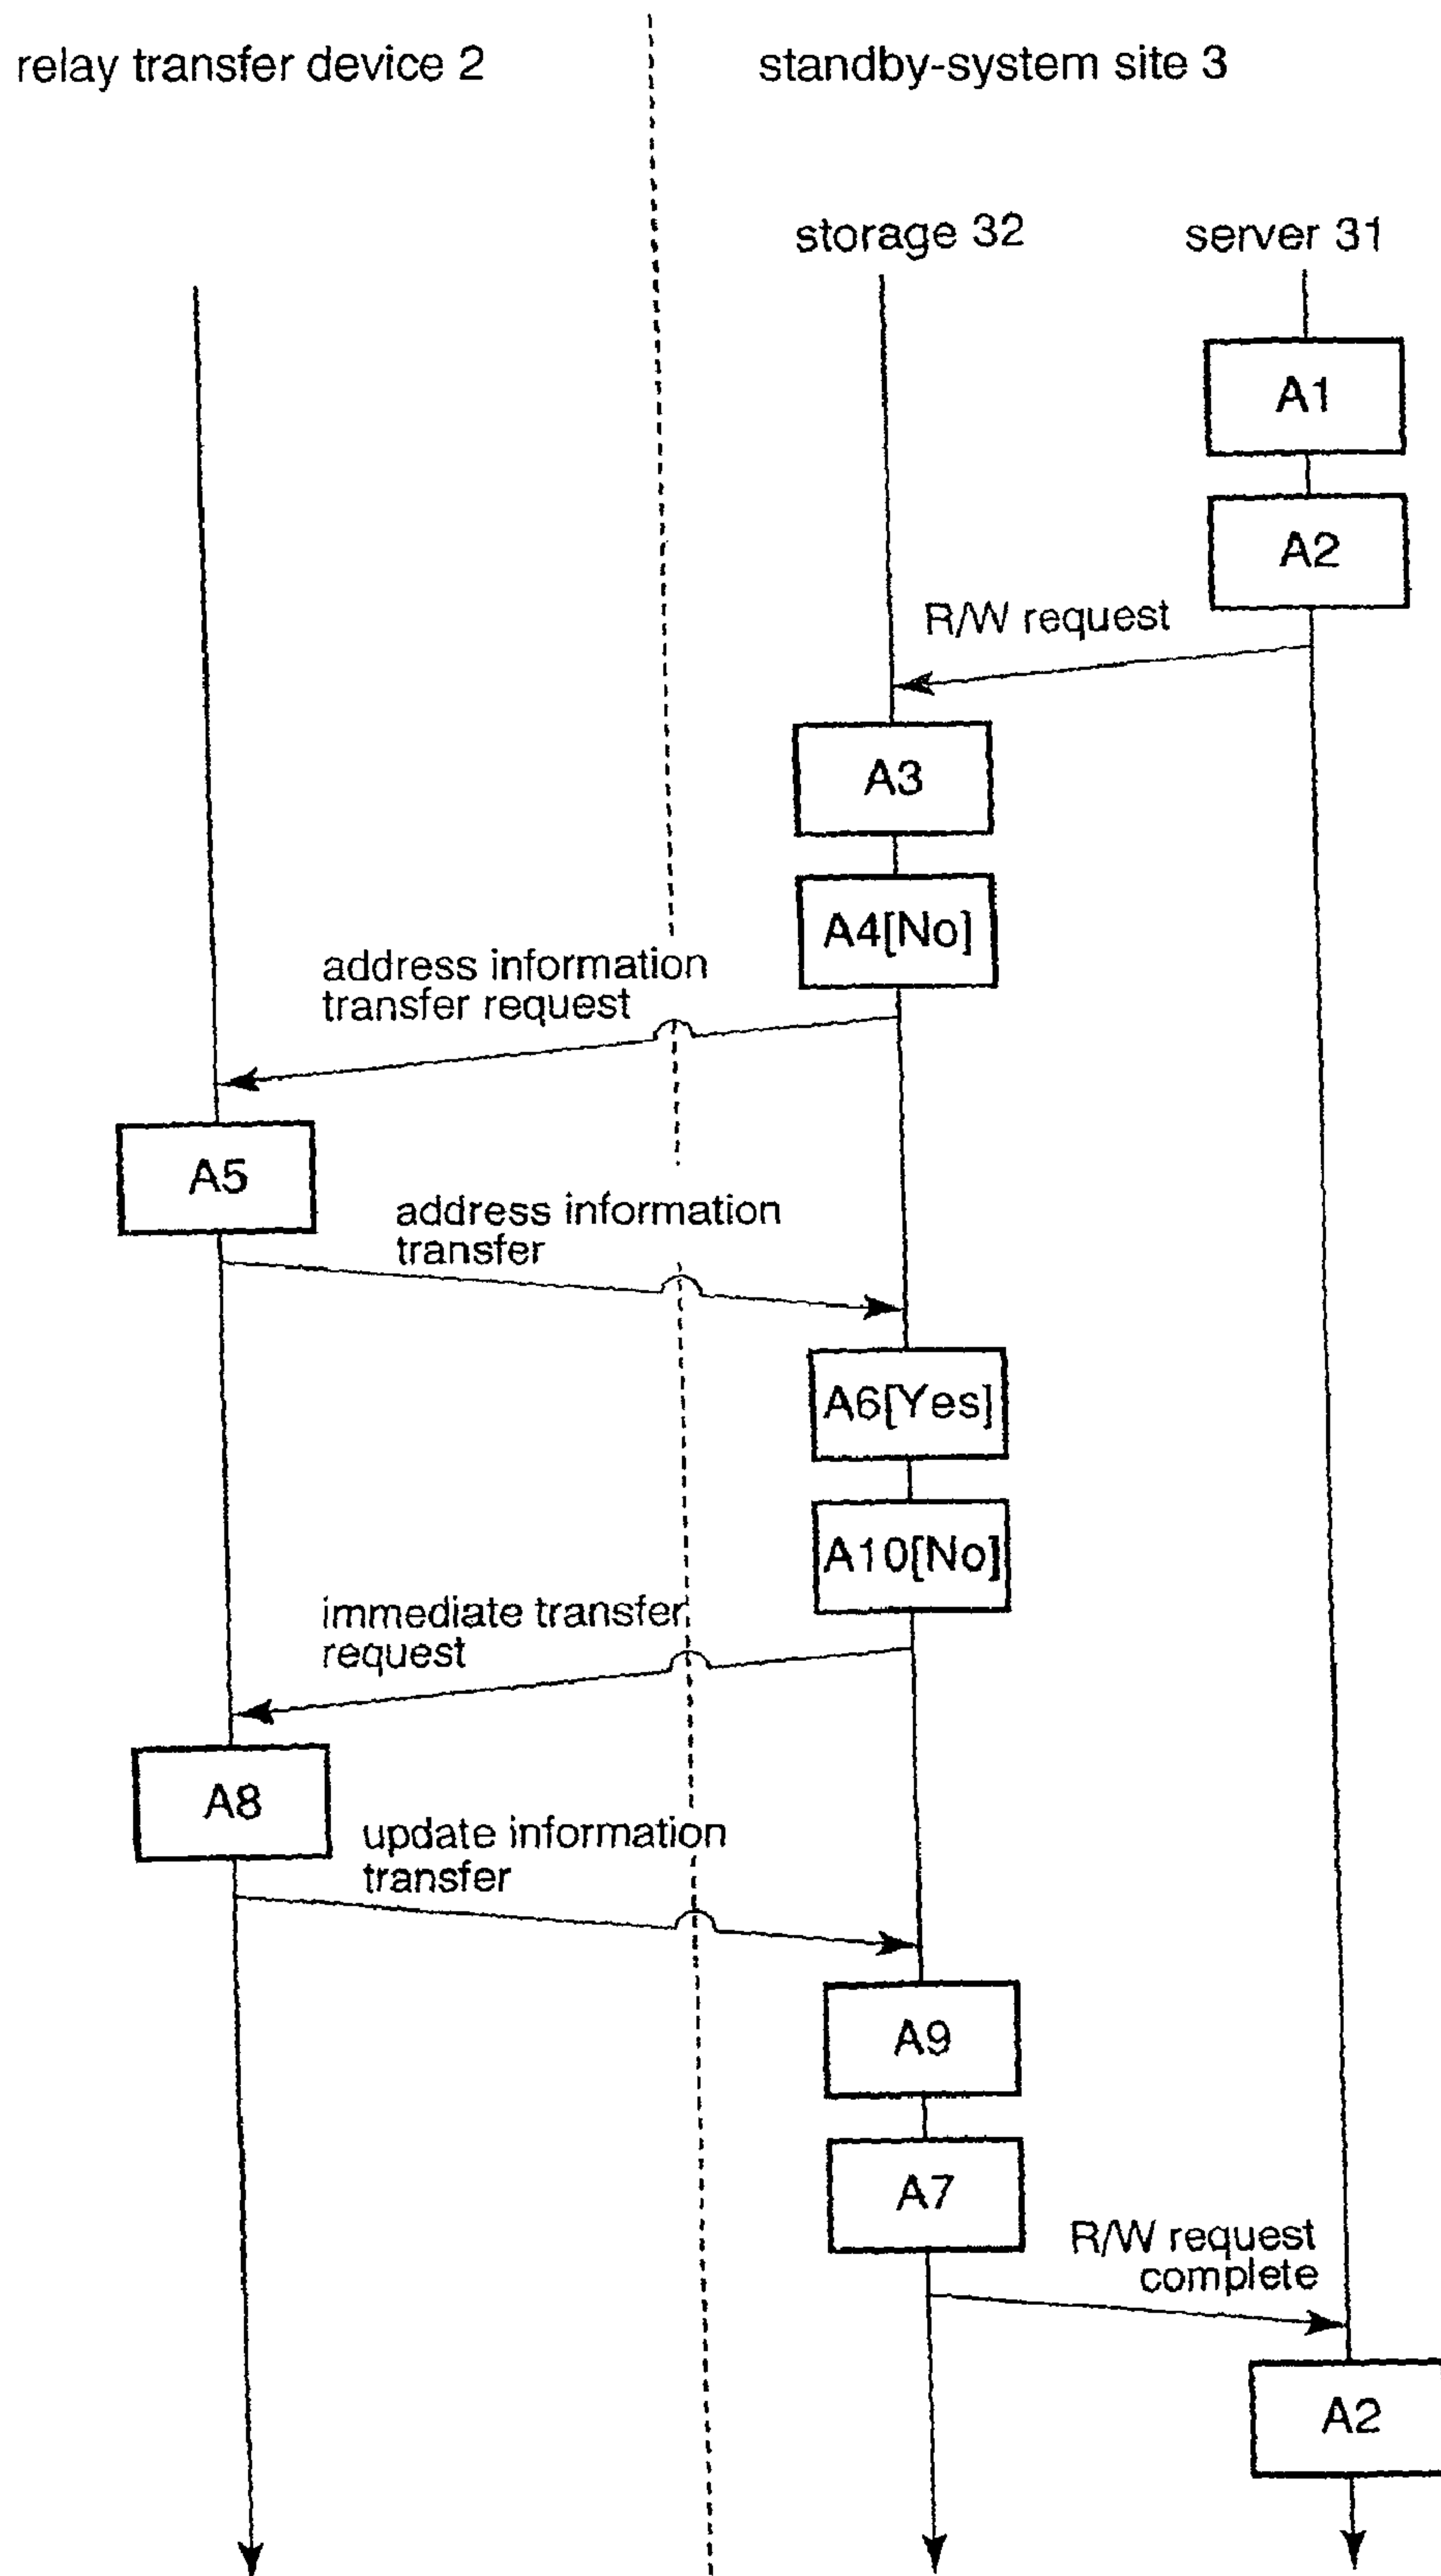 relay transfer device 2
standby-system site 3
storage 32
server 31
A1
A2
R/W request
A3
A4[No]
address information
transfer request
A5
address information
transfer
A6[Yes]
A10[No]
immediate transfer
request
A8
update information
transfer
A9
A7
R/W request
complete
A2